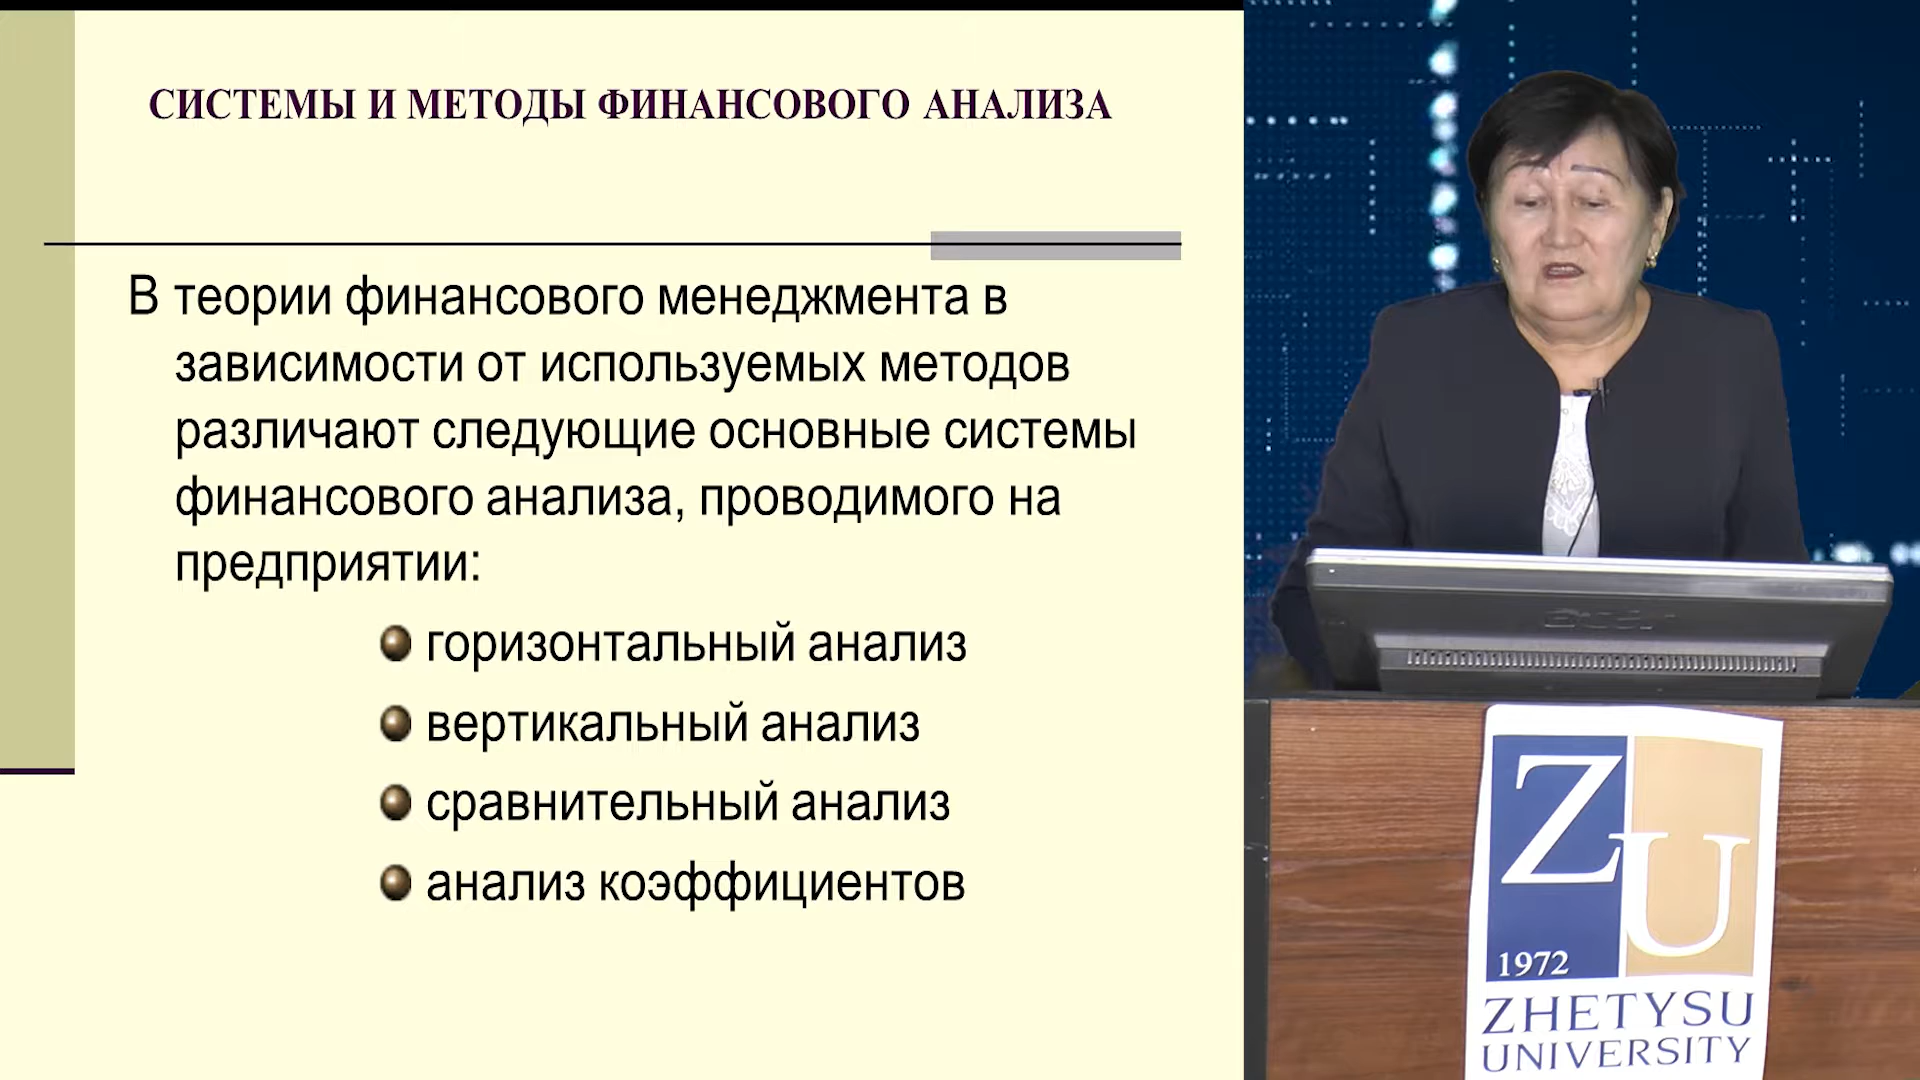 СИСТЕМЫ И МЕТОДЫ ФИНАНСОВОГО АНАЛИЗА
В теории финансового менеджмента в
зависимости от используемых методов
различают следующие основные системы
финансового анализа, проводимого на
предприятии:
горизонтальный анализ
вертикальный анализ
сравнительный анализ
анализ коэффициентов
acer
ZU
1972
ZHETYSU
UNIVERSITY